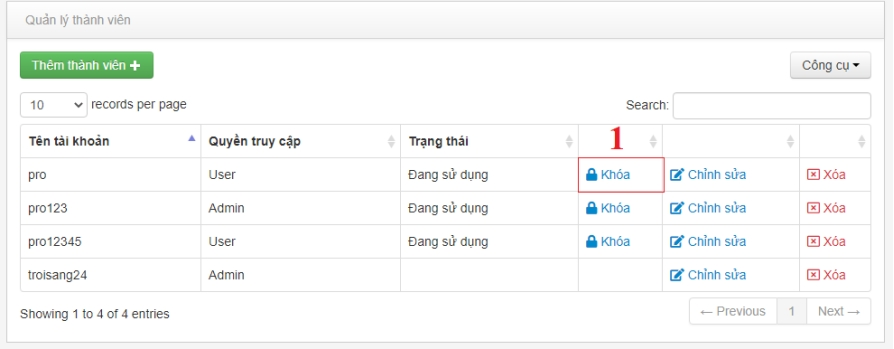 Quản lý thành viên
Thêm thành viên +
Công cụ
10 records per page
Search:
1
Tên tài khoản Quyền truy cập Trạng thái
pro User Đang sử dụng Khóa Chỉnh sửa Xóa
pro123 Admin Đang sử dụng Khóa Chỉnh sửa Xóa
pro12345 User Đang sử dụng Khóa Chỉnh sửa Xóa
troisang24 Admin Chỉnh sửa Xóa
Showing 1 to 4 of 4 entries
← Previous 1 Next →